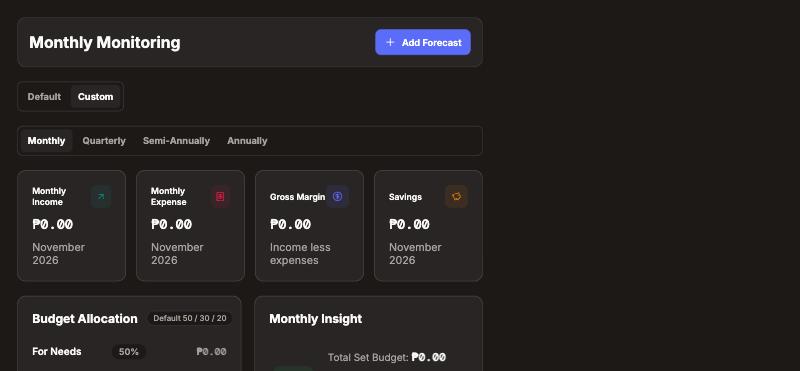 Monthly Monitoring
Add Forecast
Default Custom
Monthly Quarterly Semi-Annually Annually
Monthly
Income
₱0.00
November
2026
Monthly
Expense
₱0.00
November
2026
Gross Margin
₱0.00
Income less
expenses
Savings
₱0.00
November
2026
Budget Allocation Default 50 / 30 / 20
For Needs 50% ₱0.00
Monthly Insight
Total Set Budget: ₱0.00